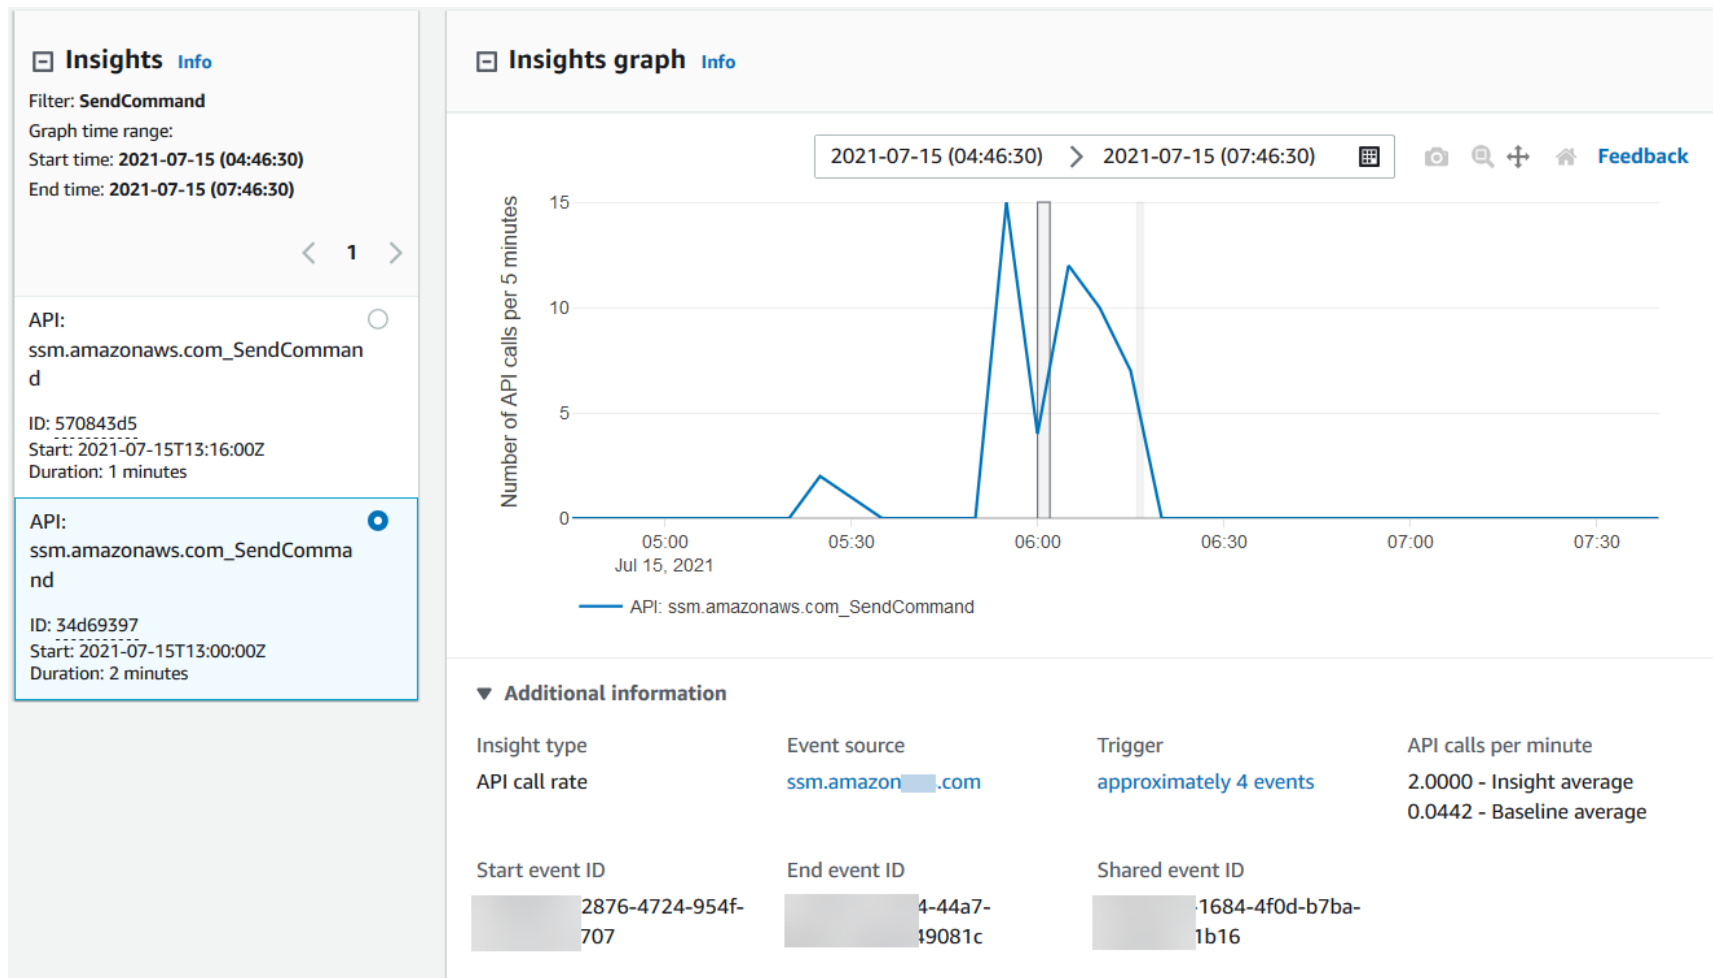 Insights Info
Filter: SendCommand
Graph time range:
Start time: 2021-07-15 (04:46:30)
End time: 2021-07-15 (07:46:30)
1
API:
ssm.amazonaws.com_SendComman
d
ID: 570843d5
Start: 2021-07-15T13:16:00Z
Duration: 1 minutes
API:
ssm.amazonaws.com_SendComma
nd
ID: 34d69397
Start: 2021-07-15T13:00:00Z
Duration: 2 minutes
Insights graph Info
2021-07-15 (04:46:30) 2021-07-15 (07:46:30)
Feedback
Number of API calls per 5 minutes
15
10
5
0
05:00 05:30 06:00 06:30 07:00 07:30
Jul 15, 2021
API: ssm.amazonaws.com_SendCommand
Additional information
Insight type Event source Trigger API calls per minute
API call rate ssm.amazon .com approximately 4 events 2.0000 - Insight average
0.0442 - Baseline average
Start event ID End event ID Shared event ID
2876-4724-954f- 4-44a7- -1684-4f0d-b7ba-
707 49081c 1b16